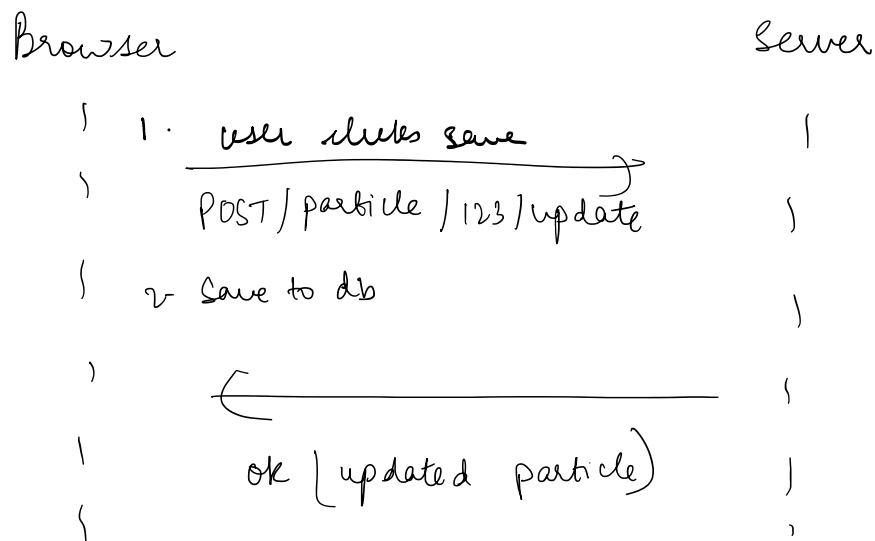 Browser Server
1. user clicks save
POST/particle/123/update
2- Save to db
ok (updated particle)